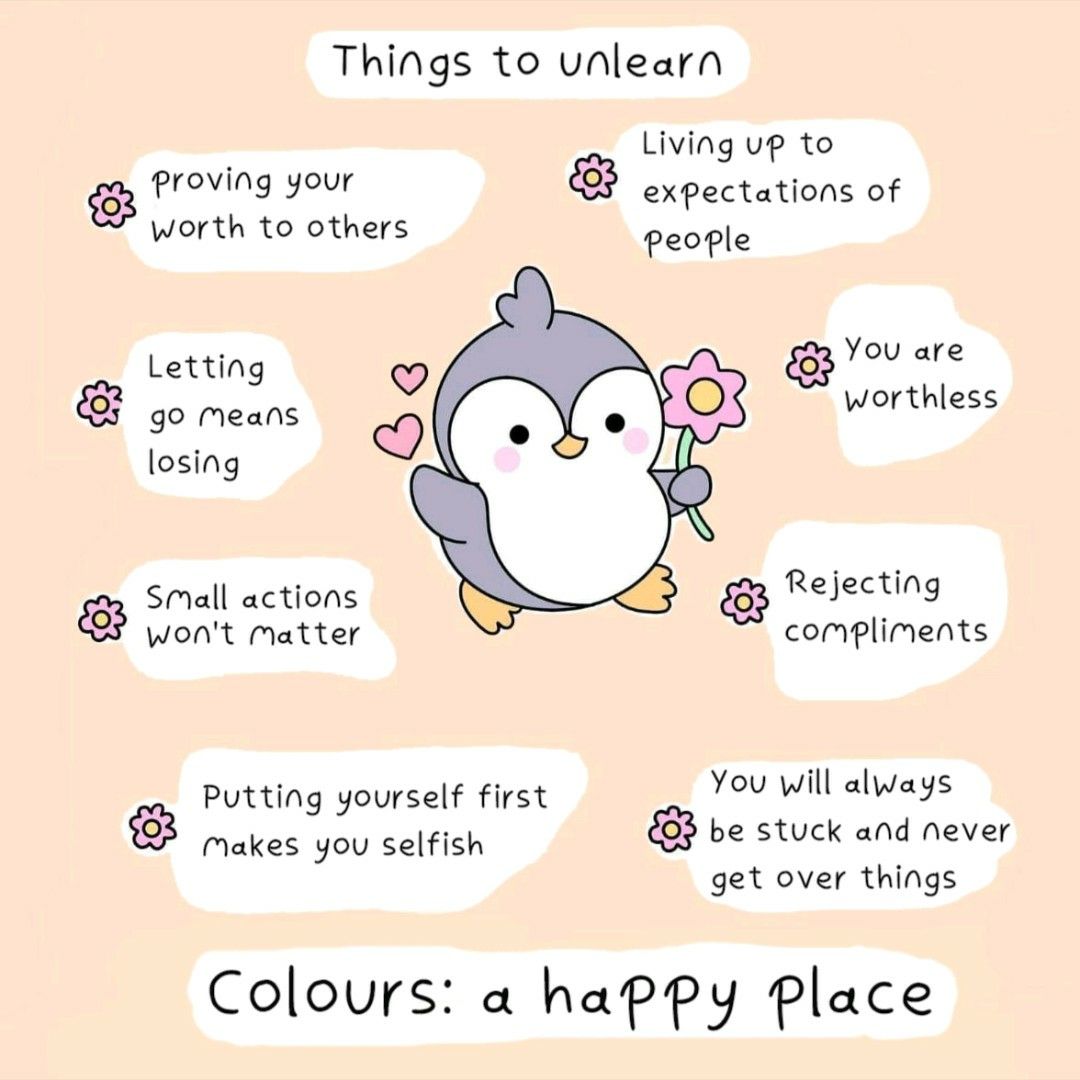 Things to unlearn
Proving your
worth to others
Living up to
expectations of
people
Letting
go means
losing
You are
worthless
Small actions
won't matter
Rejecting
compliments
Putting yourself first
makes you selfish
You will always
be stuck and never
get over things
Colours: a happy place